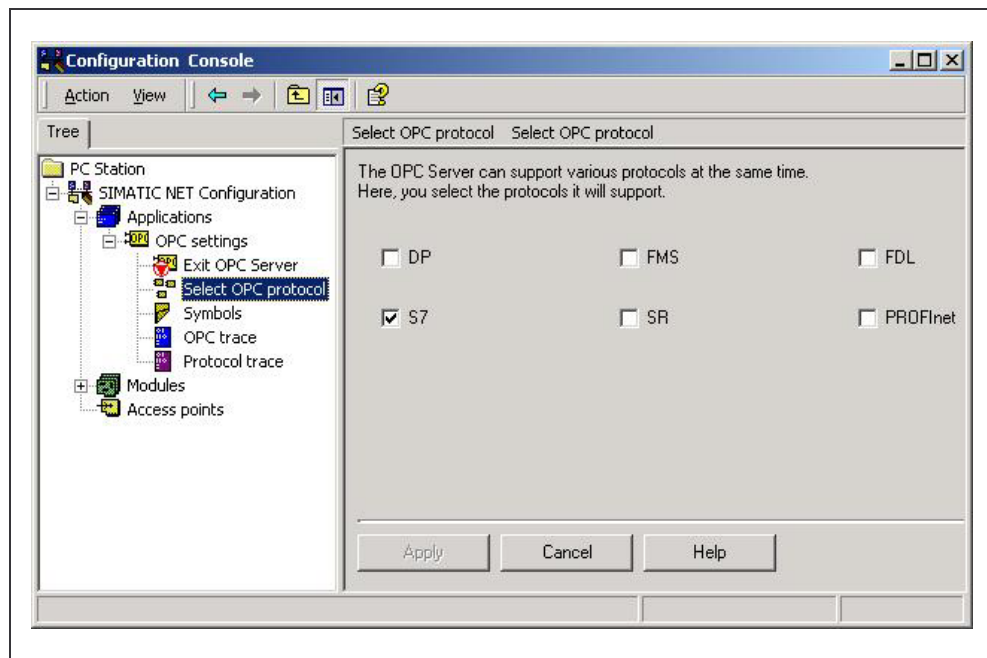 Configuration Console
Action View
Tree
Select OPC protocol Select OPC protocol
PC Station
SIMATIC NET Configuration
Applications
OPC settings
Exit OPC Server
Select OPC protocol
Symbols
OPC trace
Protocol trace
Modules
Access points
The OPC Server can support various protocols at the same time.
Here, you select the protocols it will support.
DP FMS FDL
S7 SR PROFInet
Apply Cancel Help